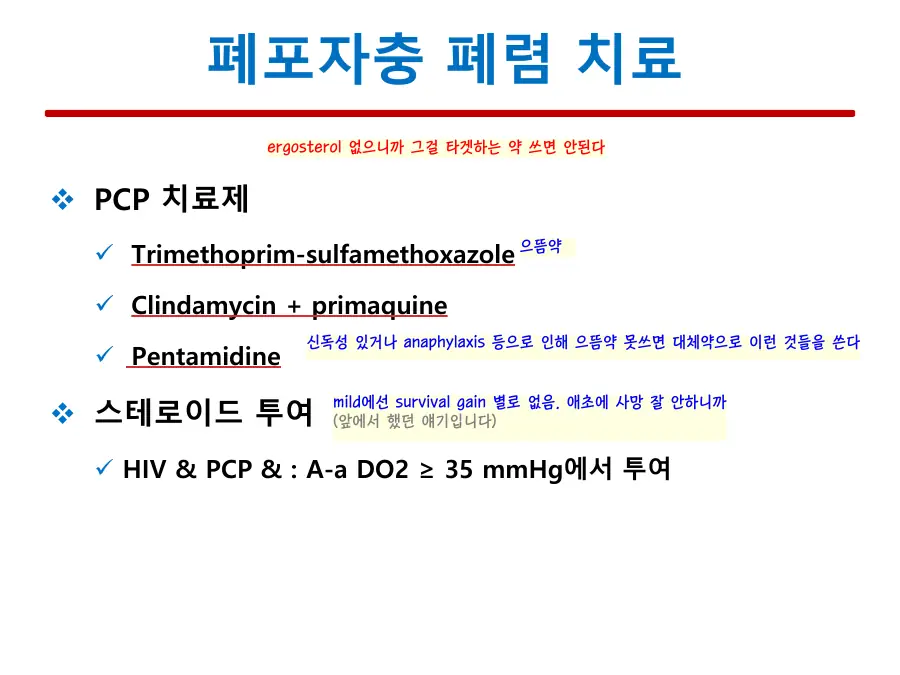 폐포자충 폐렴 치료
ergosterol 없으니까 그걸 타겟하는 약 쓰면 안된다
❖ PCP 치료제
✓ Trimethoprim-sulfamethoxazole 으뜸약
✓ Clindamycin + primaquine
✓ Pentamidine 신독성 있거나 anaphylaxis 등으로 인해 으뜸약 못쓰면 대체약으로 이런 것들을 쓴다
❖ 스테로이드 투여 mild에선 survival gain 별로 없음. 애초에 사망 잘 안하니까
(앞에서 했던 얘기입니다)
✓ HIV & PCP & : A-a DO2 ≥ 35 mmHg에서 투여